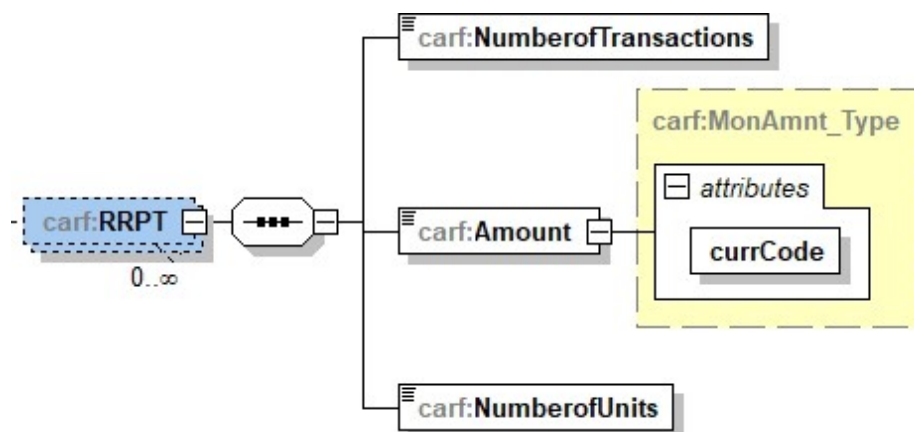 carf:NumberofTransactions
carf:MonAmnt_Type
attributes
carf:RRPT
carf:Amount
currCode
0..∞
carf:NumberofUnits